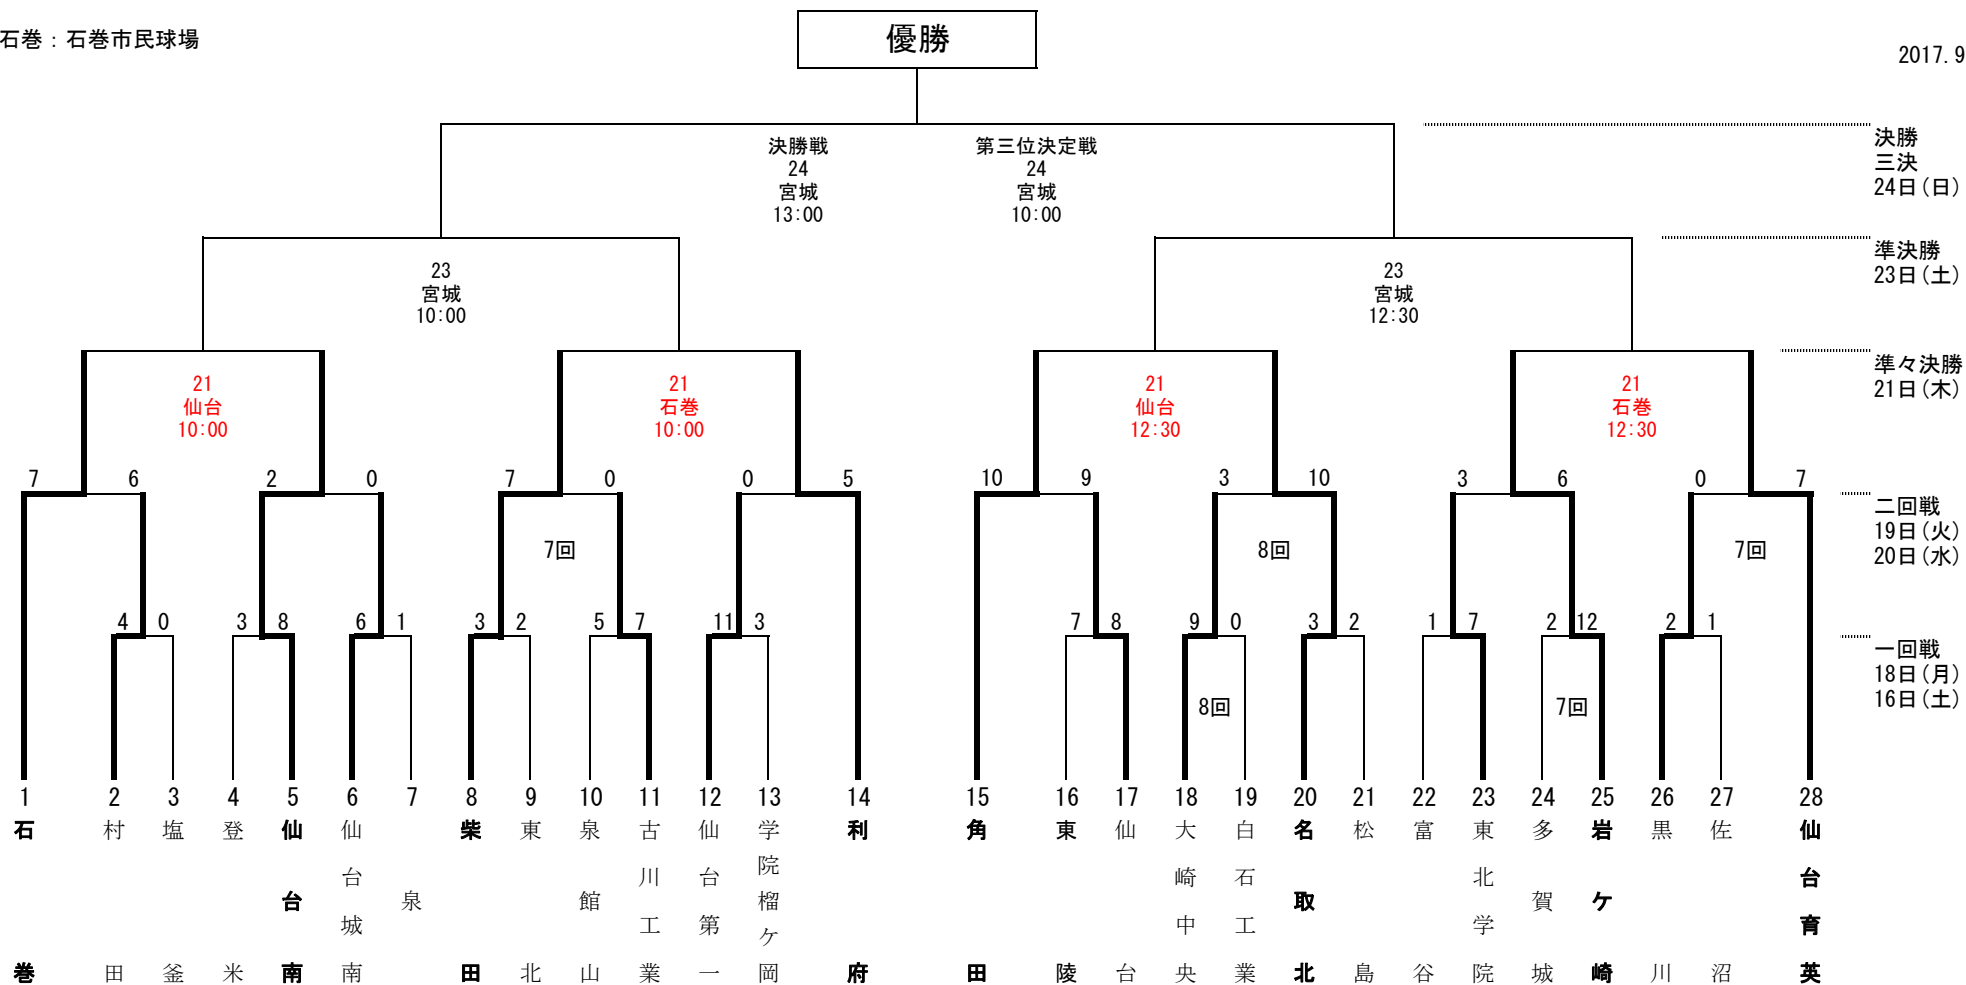 優勝
石巻：石巻市民球場
2017.9
決勝戦
24
宮城
13:00
第三位決定戦
24
宮城
10:00
決勝
三決
24日(日)
23
宮城
10:00
23
宮城
12:30
準決勝
23日(土)
21
仙台
10:00
21
石巻
10:00
21
仙台
12:30
21
石巻
12:30
準々決勝
21日(木)
7 6 2 0 7 0 0 5 10 9 3 10 3 6 0 7
二回戦
19日(火)
20日(水)
7回 8回 7回
4 0 3 8 6 1 3 2 5 7 11 3 7 8 9 0 3 2 1 7 2 12 2 1
一回戦
18日(月)
16日(土)
8回 7回
1 2 3 4 5 6 7 8 9 10 11 12 13 14 15 16 17 18 19 20 21 22 23 24 25 26 27 28
石巻
村田
塩釜
登米
仙台南
仙台城南
泉
柴田
東北
泉館山
古川工業
仙台第一
学院榴ケ岡
利府
角田
東陵
仙台
大崎中央
白石工業
名取北
松島
富谷
東北学院
多賀城
岩ケ崎
黒川
佐沼
仙台育英